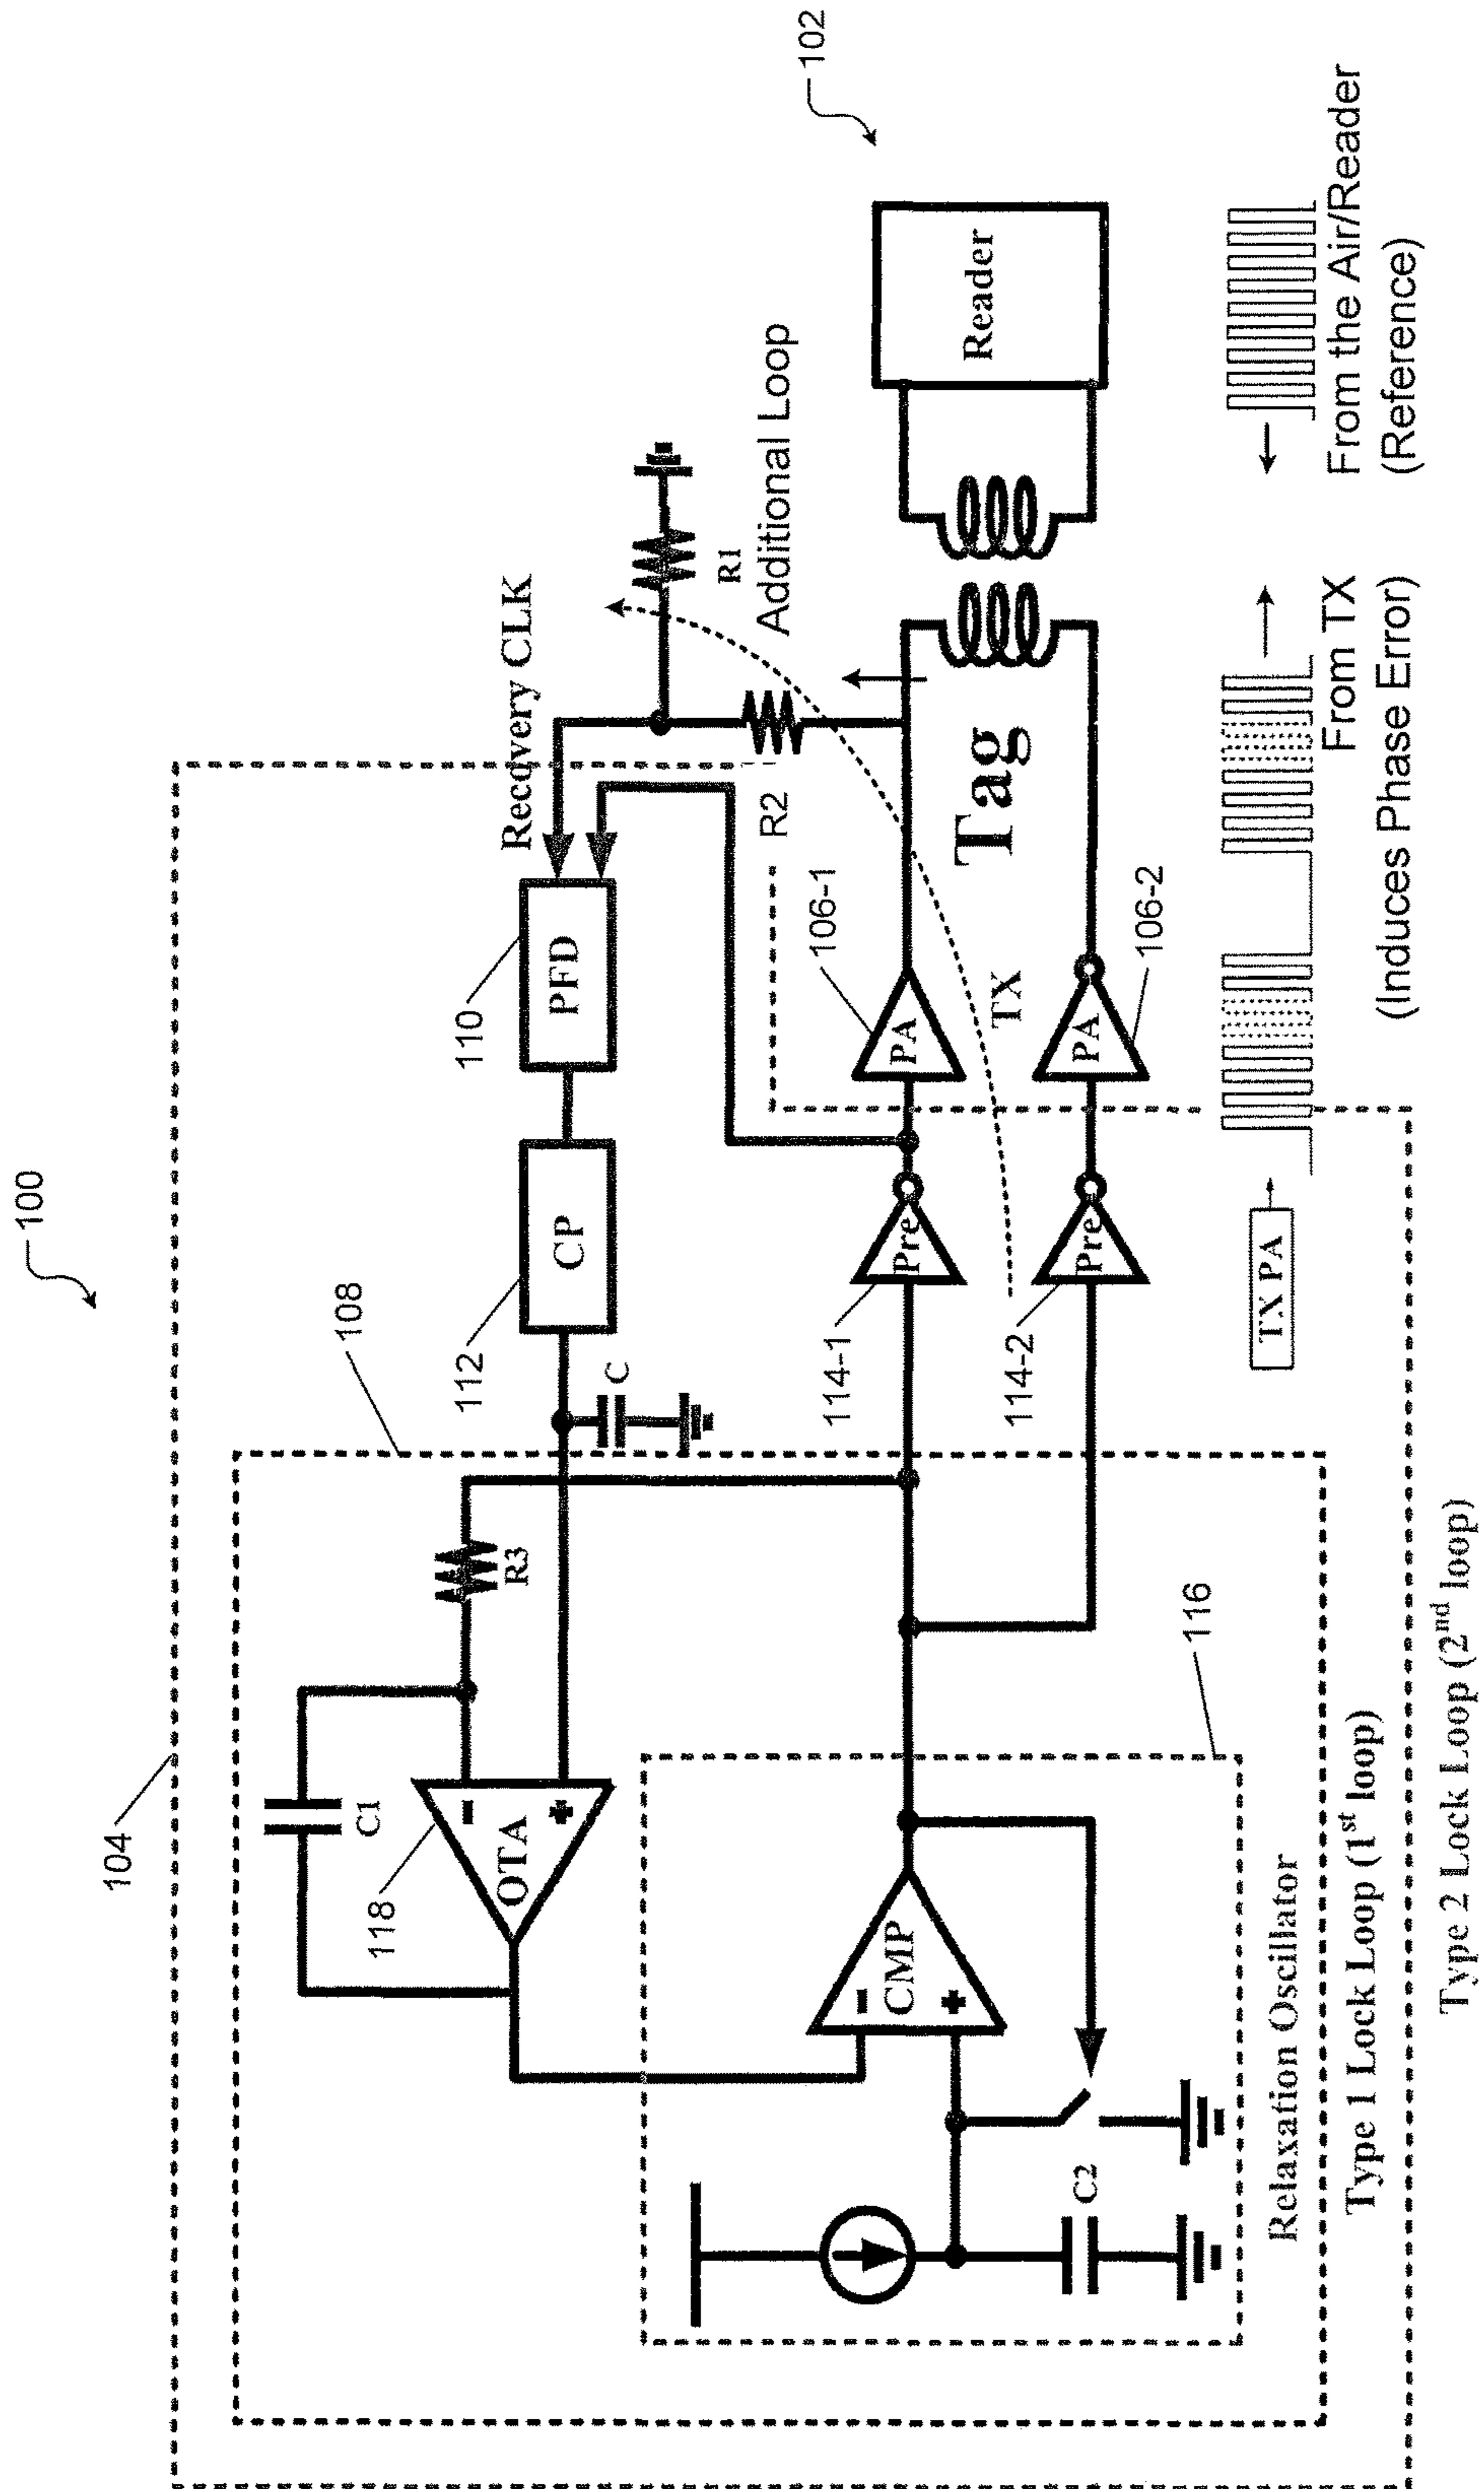 100
102
104
108
Recovery CLK
110
PFD
112
CP
C
R1
Additional Loop
R2
R3
C1
118
OTA
-
+
114-1
Pre
106-1
PA
TX
Tag
Reader
114-2
Pre
106-2
PA
116
CMP
-
+
C2
Relaxation Oscillator
Type 1 Lock Loop (1st loop)
Type 2 Lock Loop (2nd loop)
TX PA
From TX
(Induces Phase Error)
From the Air/Reader
(Reference)